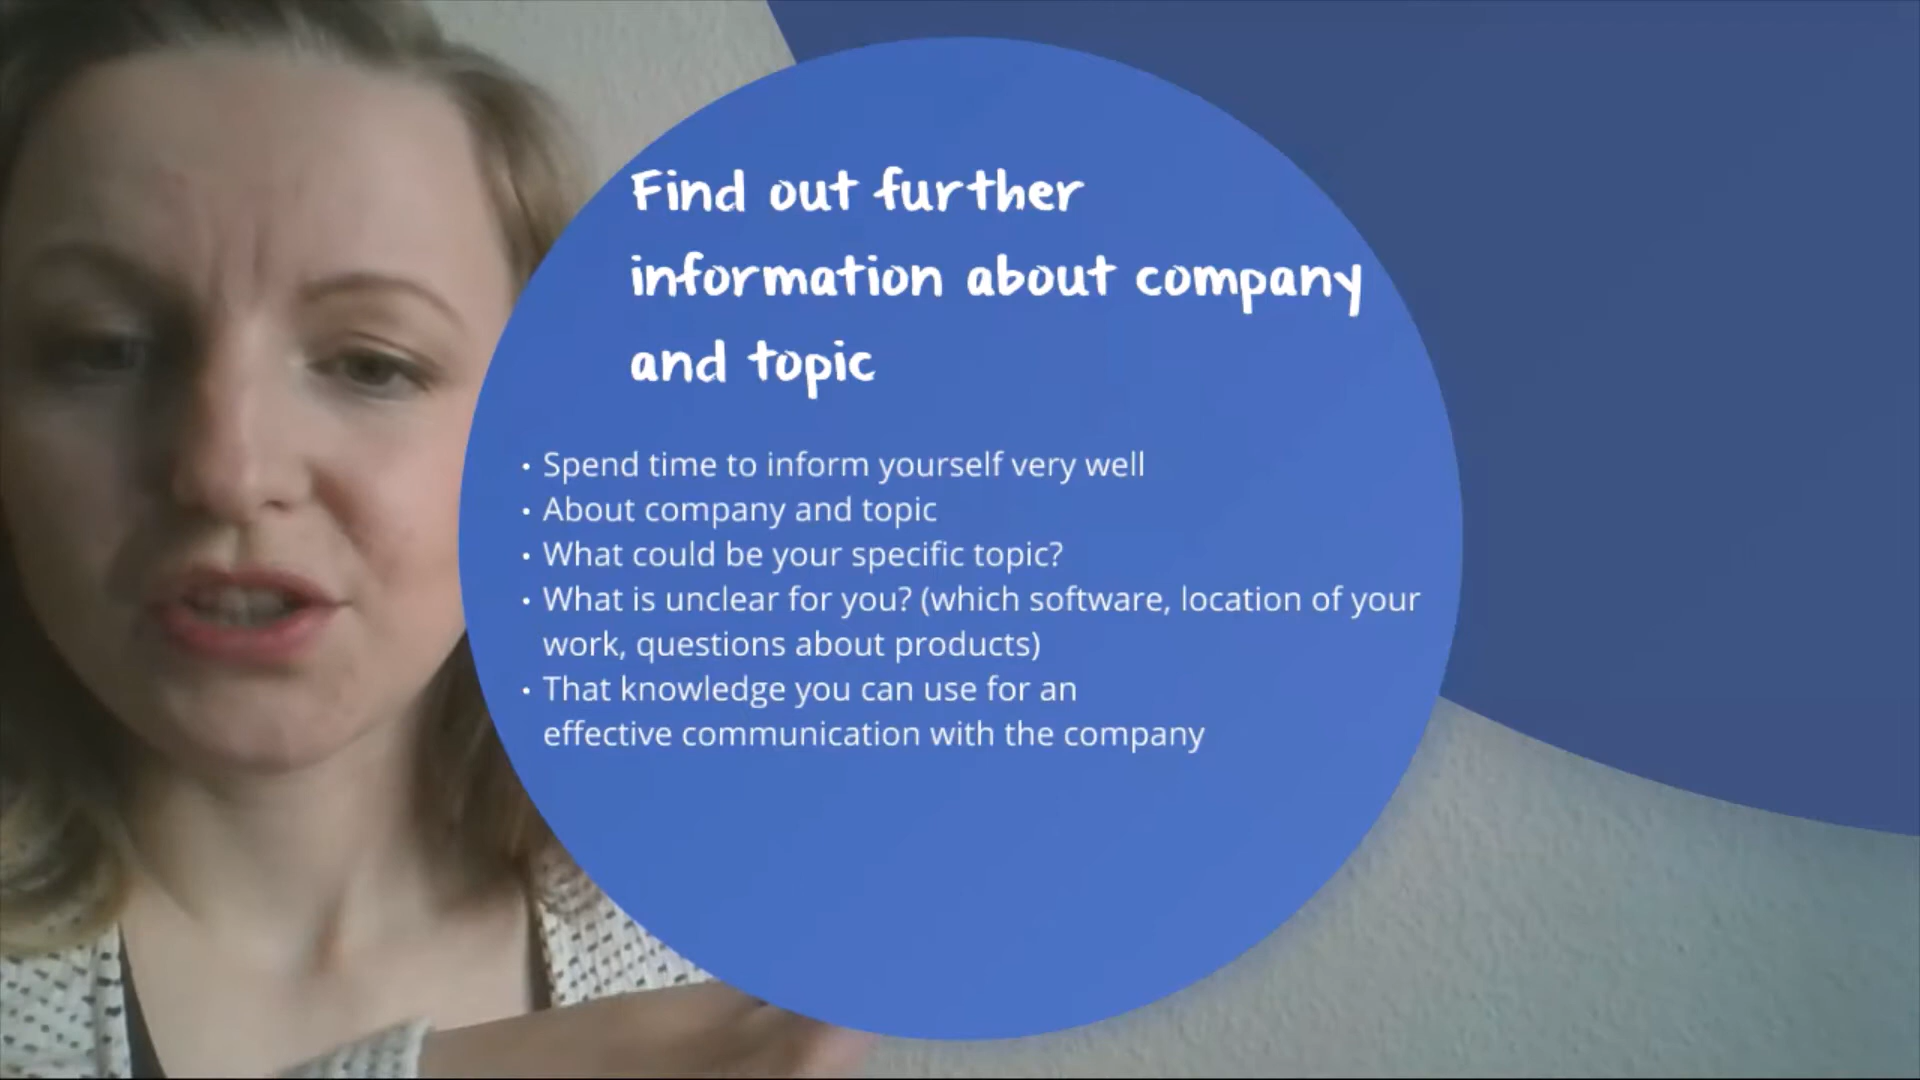 Find out further
information about company
and topic
• Spend time to inform yourself very well
• About company and topic
• What could be your specific topic?
• What is unclear for you? (which software, location of your
work, questions about products)
• That knowledge you can use for an
effective communication with the company